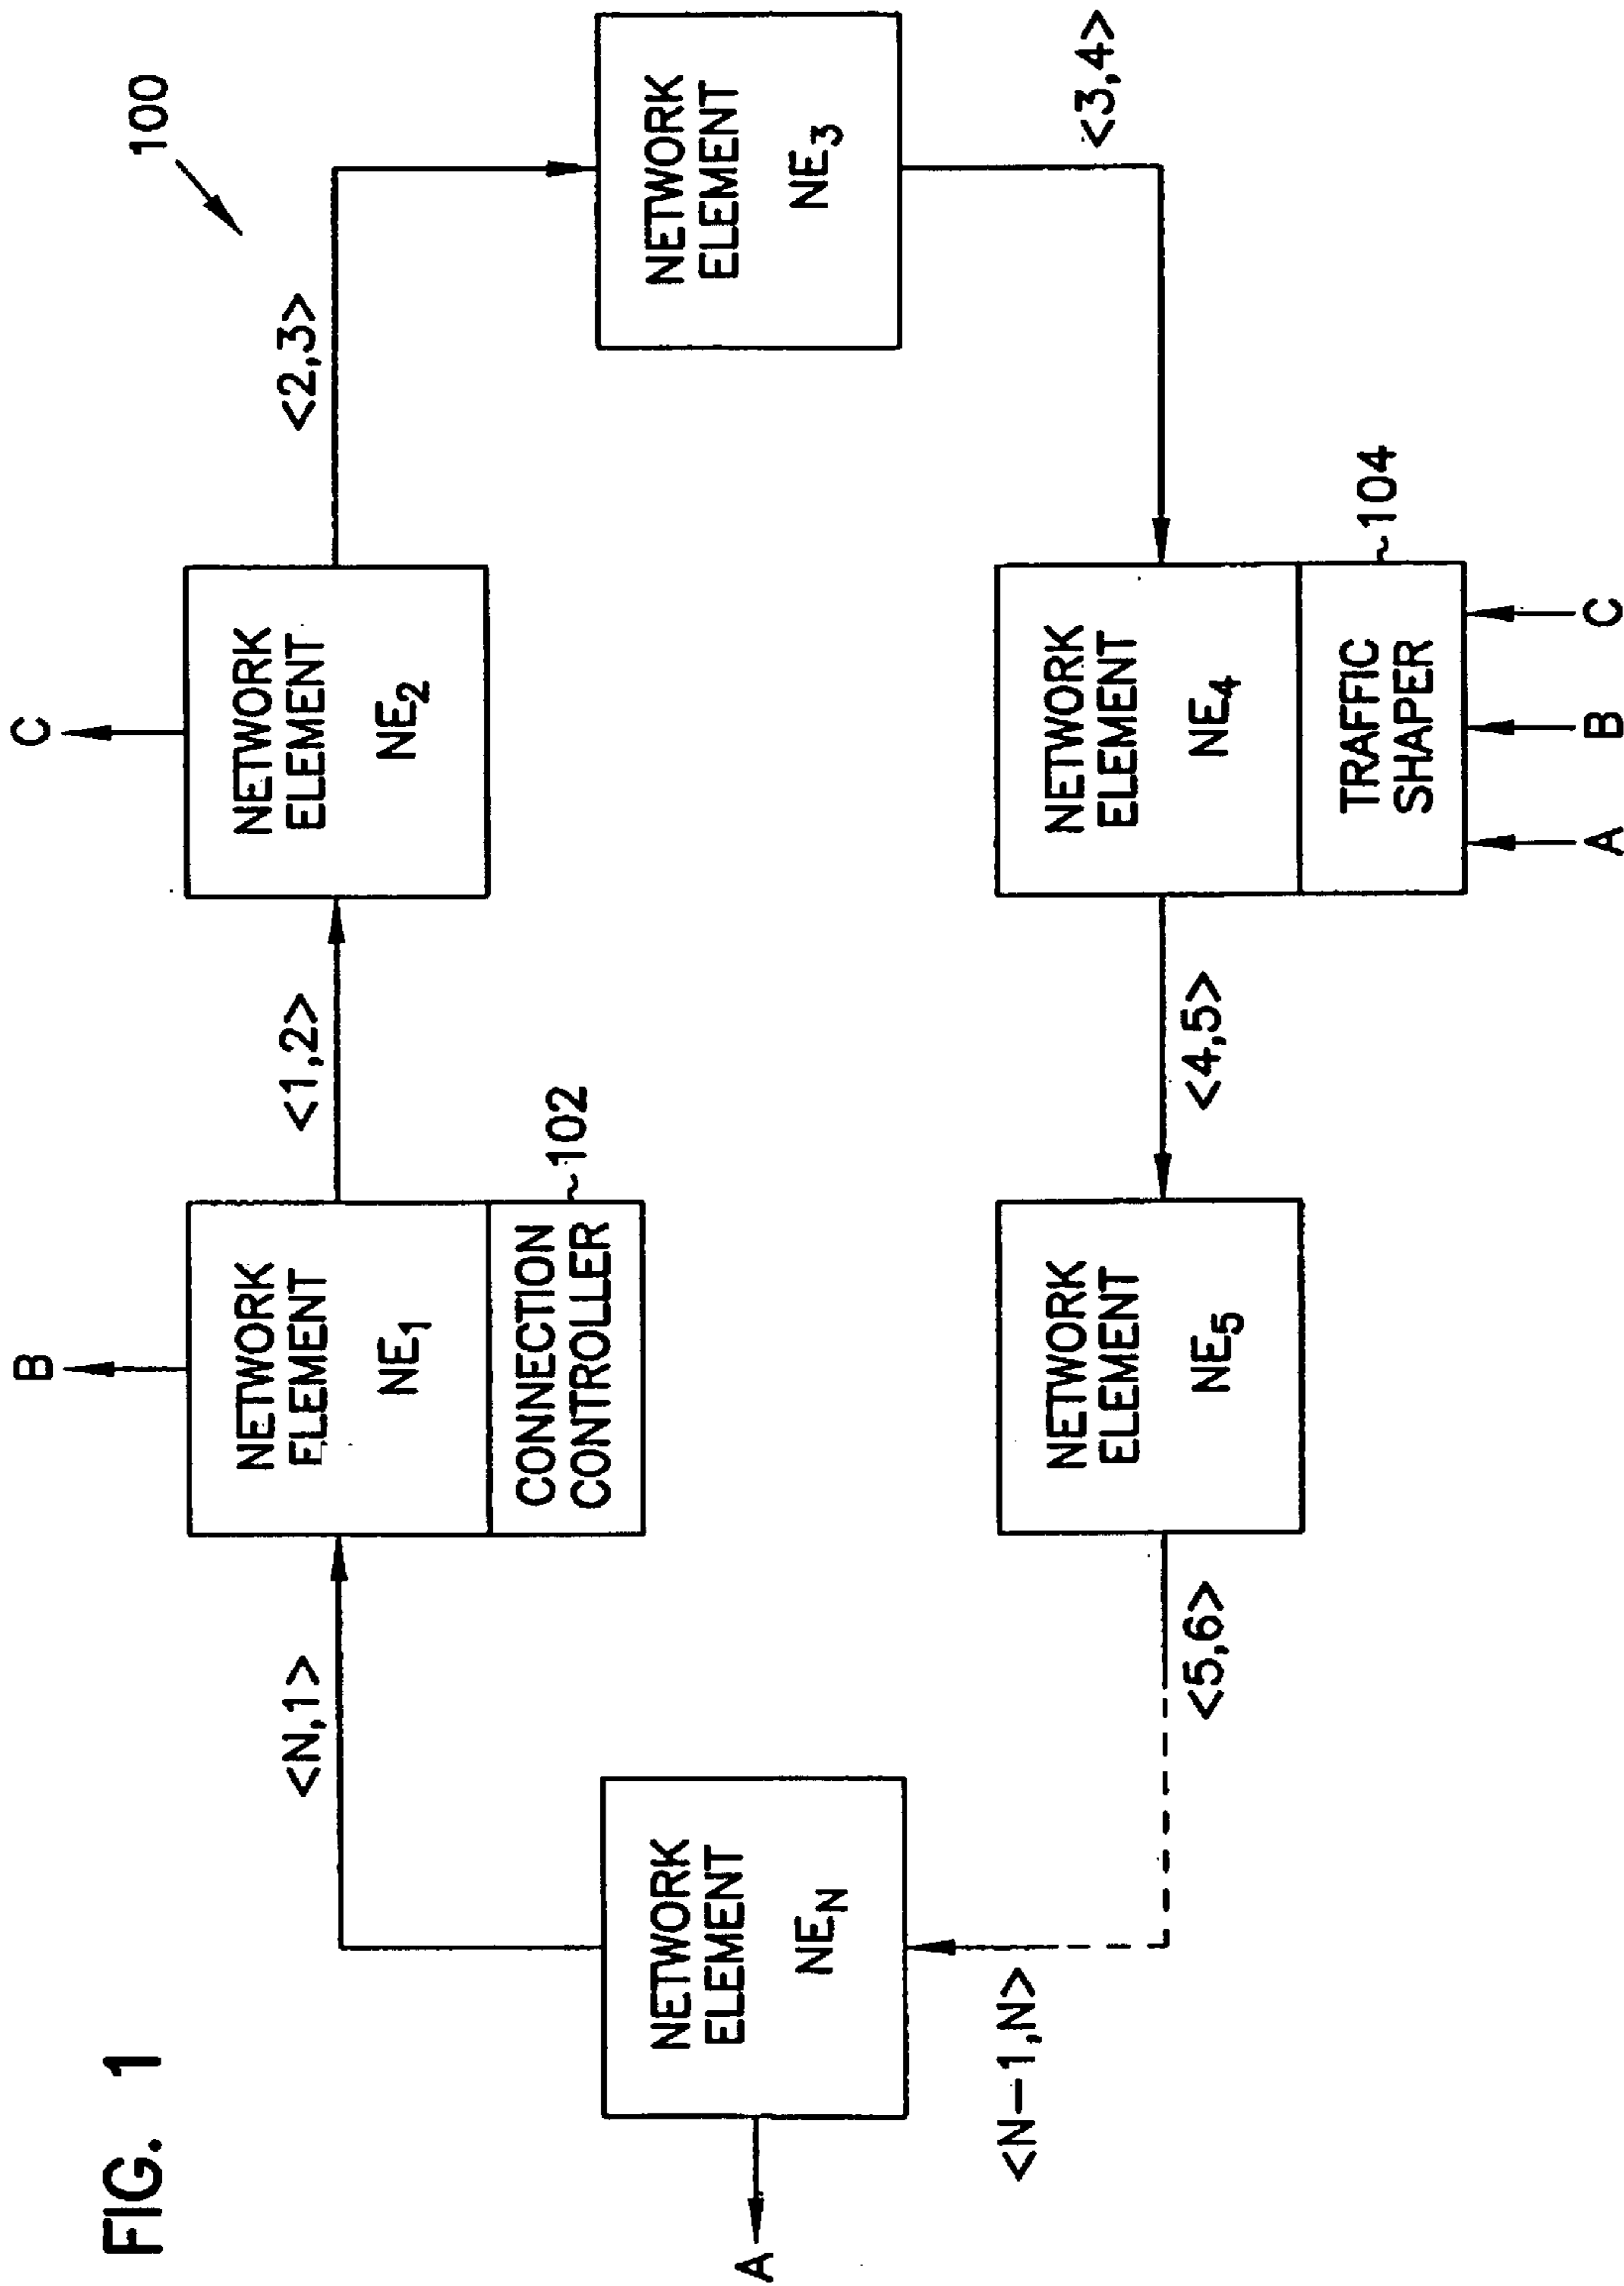 FIG. 1
100
B
C
<N,1>
<1,2>
<2,3>
NETWORK
ELEMENT
NE1
CONNECTION
CONTROLLER
102
NETWORK
ELEMENT
NE2
NETWORK
ELEMENT
NEN
A
NETWORK
ELEMENT
NE3
<N-1,N>
<3,4>
NETWORK
ELEMENT
NE5
NETWORK
ELEMENT
NE4
TRAFFIC
SHAPER
104
<5,6>
<4,5>
A
B
C